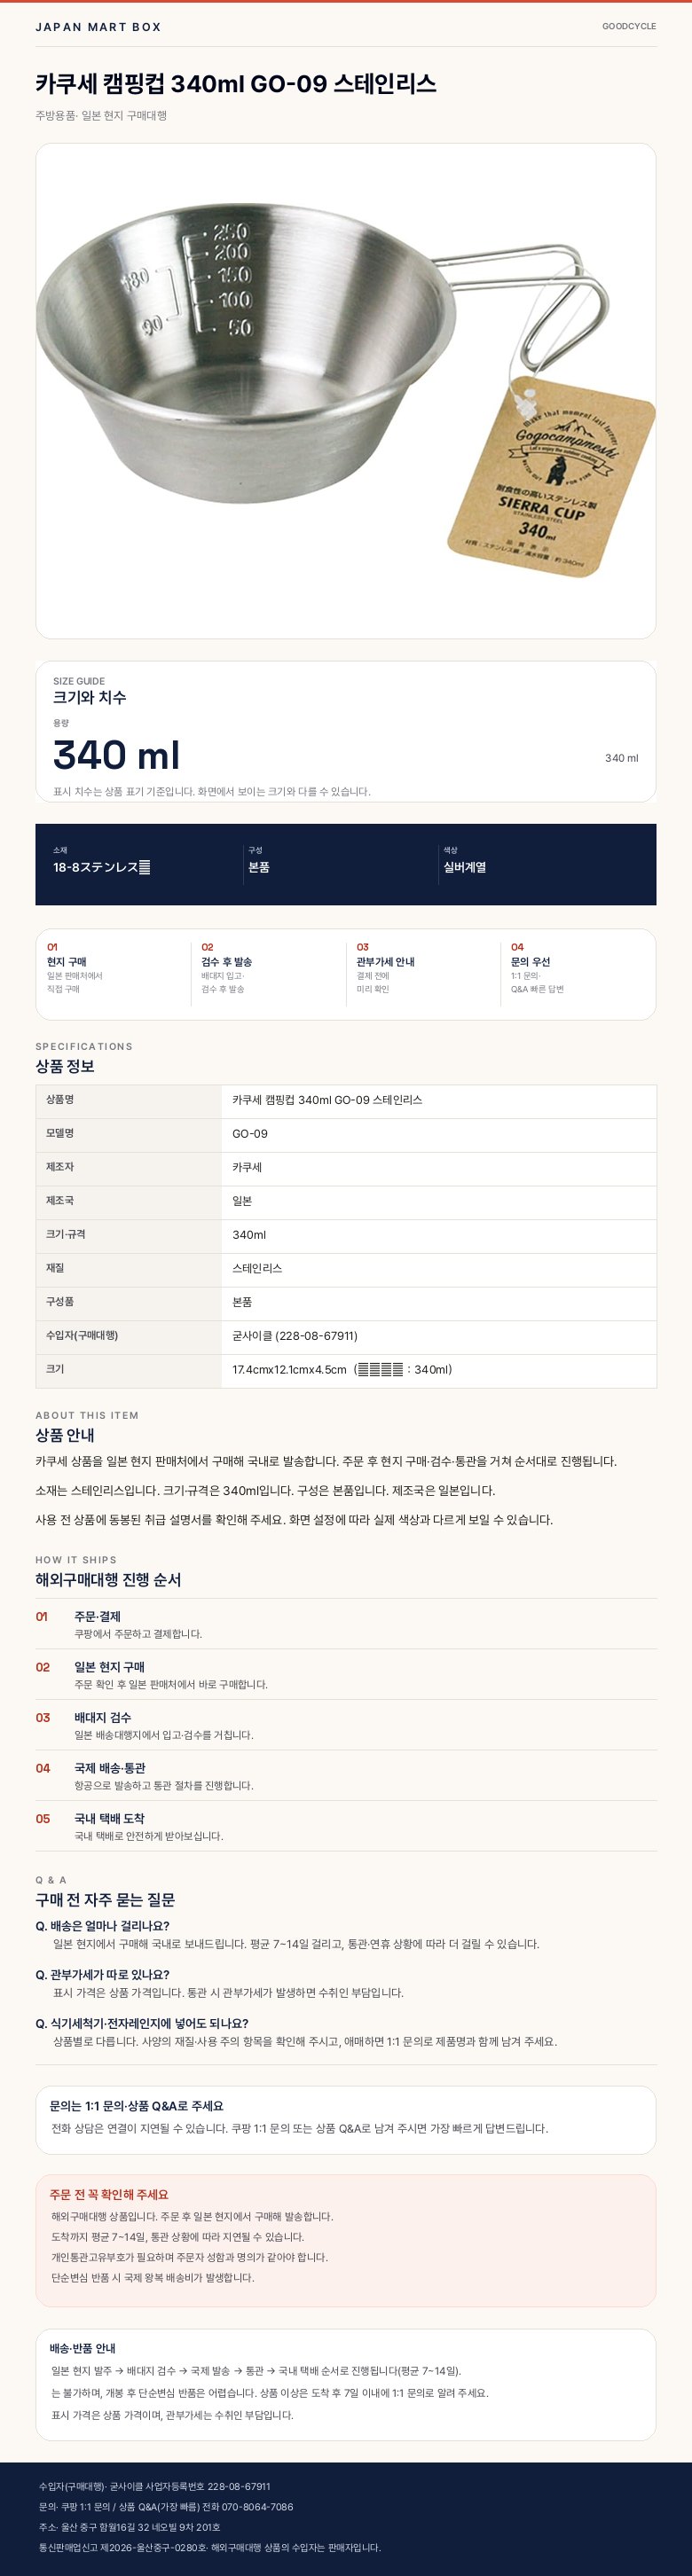 JAPAN MART BOX
GOODCYCLE
카쿠세 캠핑컵 340ml GO-09 스테인리스
주방용품· 일본 현지 구매대행
250
200
150
100
50
180
90
Make that moment last forever
Gogocampmeshi
Let's enjoy the outdoor cooking
耐食性の高いステンレス製
SIERRA CUP
STAINLESS STEEL
340ml
SIZE GUIDE
크기와 치수
용량
340 ml
340 ml
표시 치수는 상품 표기 기준입니다. 화면에서 보이는 크기와 다를 수 있습니다.
소재
18-8ステンレス
구성
본품
색상
실버계열
01
현지 구매
일본 판매처에서
직접 구매
02
검수 후 발송
배대지 입고·
검수 후 발송
03
관부가세 안내
결제 전에
미리 확인
04
문의 우선
1:1 문의·
Q&A 빠른 답변
SPECIFICATIONS
상품 정보
상품명 카쿠세 캠핑컵 340ml GO-09 스테인리스
모델명 GO-09
제조자 카쿠세
제조국 일본
크기·규격 340ml
재질 스테인리스
구성품 본품
수입자(구매대행) 굳사이클 (228-08-67911)
크기 17.4cmx12.1cmx4.5cm ( : 340ml)
ABOUT THIS ITEM
상품 안내
카쿠세 상품을 일본 현지 판매처에서 구매해 국내로 발송합니다. 주문 후 현지 구매·검수·통관을 거쳐 순서대로 진행됩니다.
소재는 스테인리스입니다. 크기·규격은 340ml입니다. 구성은 본품입니다. 제조국은 일본입니다.
사용 전 상품에 동봉된 취급 설명서를 확인해 주세요. 화면 설정에 따라 실제 색상과 다르게 보일 수 있습니다.
HOW IT SHIPS
해외구매대행 진행 순서
01 주문·결제
쿠팡에서 주문하고 결제합니다.
02 일본 현지 구매
주문 확인 후 일본 판매처에서 바로 구매합니다.
03 배대지 검수
일본 배송대행지에서 입고·검수를 거칩니다.
04 국제 배송·통관
항공으로 발송하고 통관 절차를 진행합니다.
05 국내 택배 도착
국내 택배로 안전하게 받아보십니다.
Q & A
구매 전 자주 묻는 질문
Q. 배송은 얼마나 걸리나요?
일본 현지에서 구매해 국내로 보내드립니다. 평균 7~14일 걸리고, 통관·연휴 상황에 따라 더 걸릴 수 있습니다.
Q. 관부가세가 따로 있나요?
표시 가격은 상품 가격입니다. 통관 시 관부가세가 발생하면 수취인 부담입니다.
Q. 식기세척기·전자레인지에 넣어도 되나요?
상품별로 다릅니다. 사양의 재질·사용 주의 항목을 확인해 주시고, 애매하면 1:1 문의로 제품명과 함께 남겨 주세요.
문의는 1:1 문의·상품 Q&A로 주세요
전화 상담은 연결이 지연될 수 있습니다. 쿠팡 1:1 문의 또는 상품 Q&A로 남겨 주시면 가장 빠르게 답변드립니다.
주문 전 꼭 확인해 주세요
해외구매대행 상품입니다. 주문 후 일본 현지에서 구매해 발송합니다.
도착까지 평균 7~14일, 통관 상황에 따라 지연될 수 있습니다.
개인통관고유부호가 필요하며 주문자 성함과 명의가 같아야 합니다.
단순변심 반품 시 국제 왕복 배송비가 발생합니다.
배송·반품 안내
일본 현지 발주 → 배대지 검수 → 국제 발송 → 통관 → 국내 택배 순서로 진행됩니다(평균 7~14일).
는 불가하며, 개봉 후 단순변심 반품은 어렵습니다. 상품 이상은 도착 후 7일 이내에 1:1 문의로 알려 주세요.
표시 가격은 상품 가격이며, 관부가세는 수취인 부담입니다.
수입자(구매대행)· 굳사이클 사업자등록번호 228-08-67911
문의· 쿠팡 1:1 문의 / 상품 Q&A(가장 빠름) 전화 070-8064-7086
주소· 울산 중구 함월16길 32 네오빌 9차 201호
통신판매업신고 제2026-울산중구-0280호· 해외구매대행 상품의 수입자는 판매자입니다.